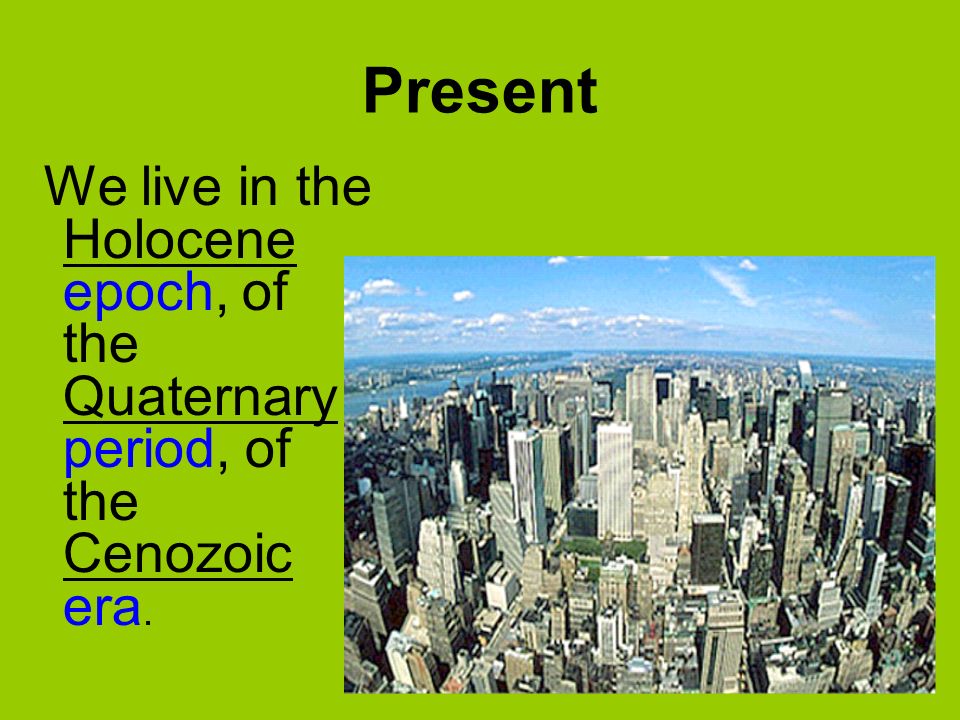 Present
We live in the
Holocene
epoch, of
the
Quaternary
period, of
the
Cenozoic
era.